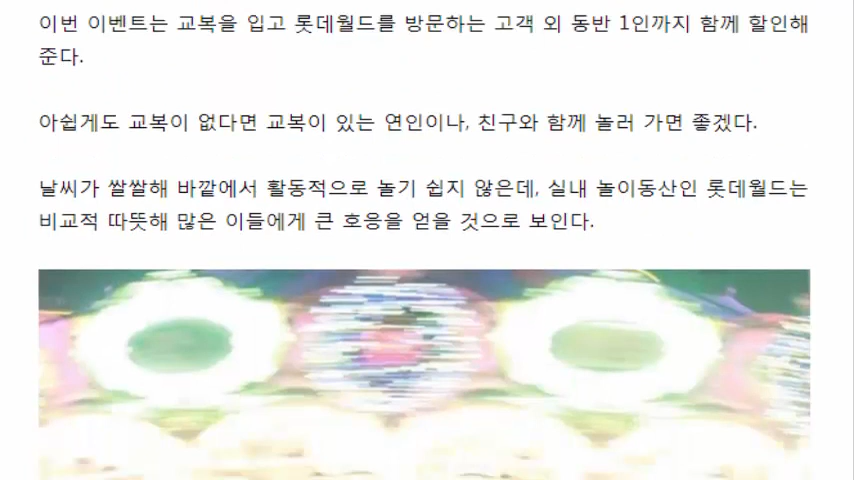 이번 이벤트는 교복을 입고 롯데월드를 방문하는 고객 외 동반 1인까지 함께 할인해
준다.
아쉽게도 교복이 없다면 교복이 있는 연인이나, 친구와 함께 놀러 가면 좋겠다.
날씨가 쌀쌀해 바깥에서 활동적으로 놀기 쉽지 않은데, 실내 놀이동산인 롯데월드는
비교적 따뜻해 많은 이들에게 큰 호응을 얻을 것으로 보인다.